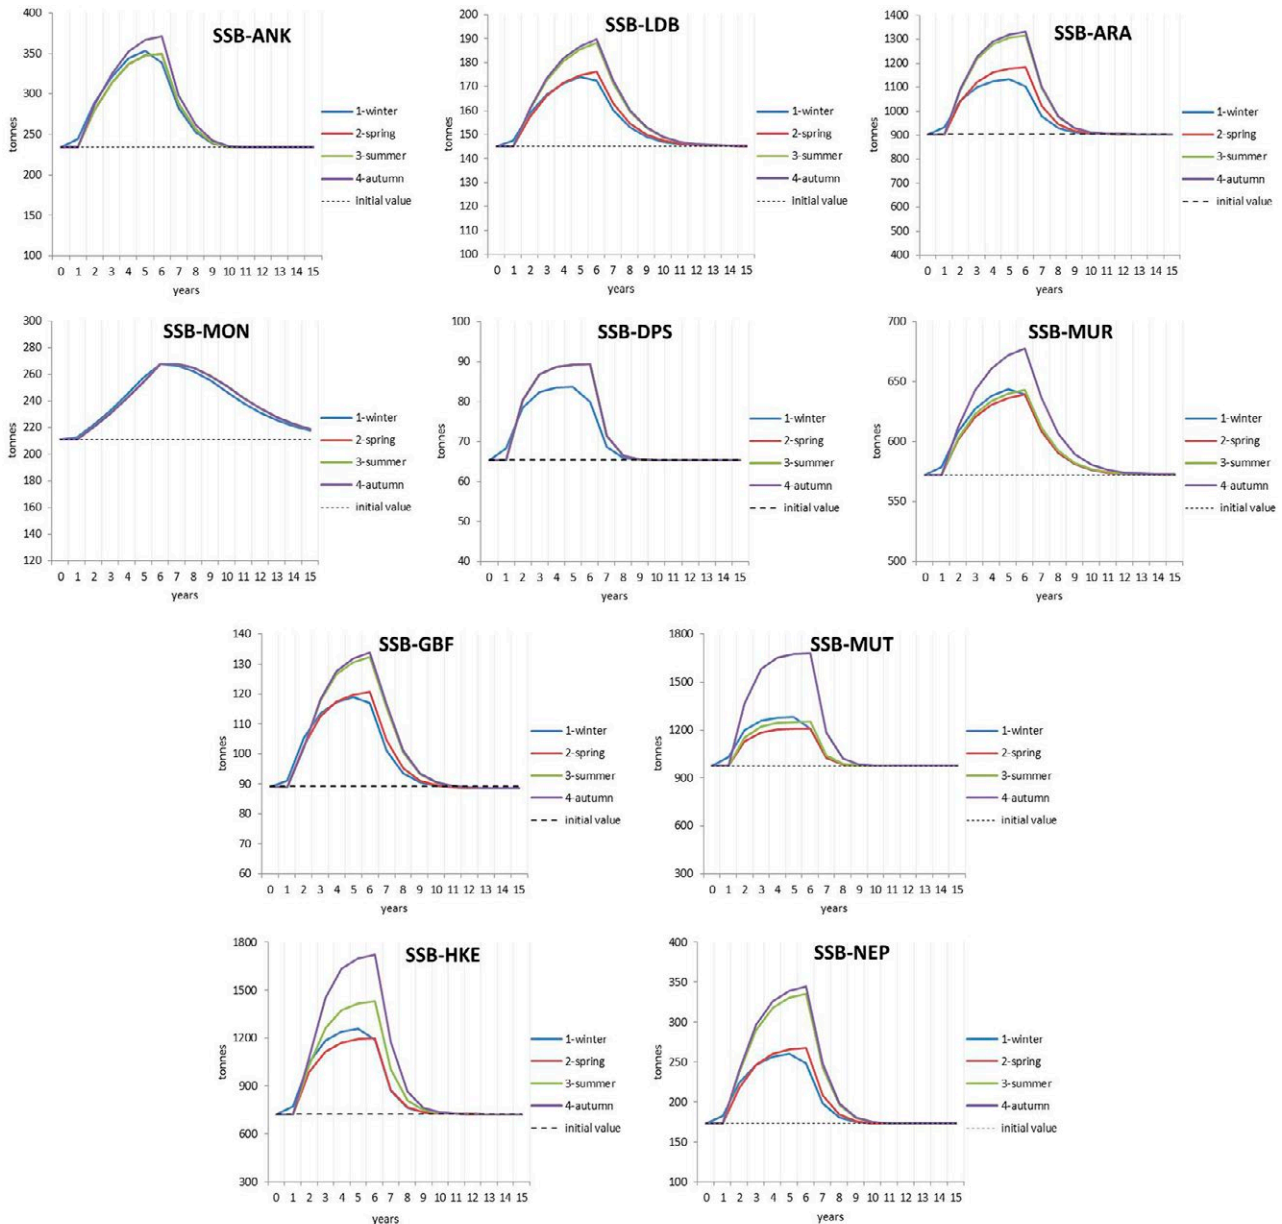 SSB-ANK
400
350
300
250
200
150
100
tonnes
0 1 2 3 4 5 6 7 8 9 10 11 12 13 14 15
years
1-winter
2-spring
3-summer
4-autumn
initial value
SSB-LDB
200
190
180
170
160
150
140
130
120
110
100
tonnes
0 1 2 3 4 5 6 7 8 9 10 11 12 13 14 15
years
1-winter
2-spring
3-summer
4-autumn
initial value
SSB-ARA
1400
1300
1200
1100
1000
900
800
700
600
500
400
tonnes
0 1 2 3 4 5 6 7 8 9 10 11 12 13 14 15
years
1-winter
2-spring
3-summer
4-autumn
initial value
SSB-MON
300
280
260
240
220
200
180
160
140
120
tonnes
0 1 2 3 4 5 6 7 8 9 10 11 12 13 14 15
years
1-winter
2-spring
3-summer
4-autumn
initial value
SSB-DPS
100
90
80
70
60
50
40
tonnes
0 1 2 3 4 5 6 7 8 9 10 11 12 13 14 15
years
1-winter
2-spring
3-summer
4-autumn
initial value
SSB-MUR
700
650
600
550
500
tonnes
0 1 2 3 4 5 6 7 8 9 10 11 12 13 14 15
years
1-winter
2-spring
3-summer
4-autumn
initial value
SSB-GBF
140
130
120
110
100
90
80
70
60
tonnes
0 1 2 3 4 5 6 7 8 9 10 11 12 13 14 15
years
1-winter
2-spring
3-summer
4-autumn
initial value
SSB-MUT
1800
1500
1200
900
600
300
tonnes
0 1 2 3 4 5 6 7 8 9 10 11 12 13 14 15
years
1-winter
2-spring
3-summer
4-autumn
initial value
SSB-HKE
1800
1500
1200
900
600
300
tonnes
0 1 2 3 4 5 6 7 8 9 10 11 12 13 14 15
years
1-winter
2-spring
3-summer
4-autumn
initial value
SSB-NEP
400
350
300
250
200
150
100
tonnes
0 1 2 3 4 5 6 7 8 9 10 11 12 13 14 15
years
1-winter
2-spring
3-summer
4-autumn
initial value